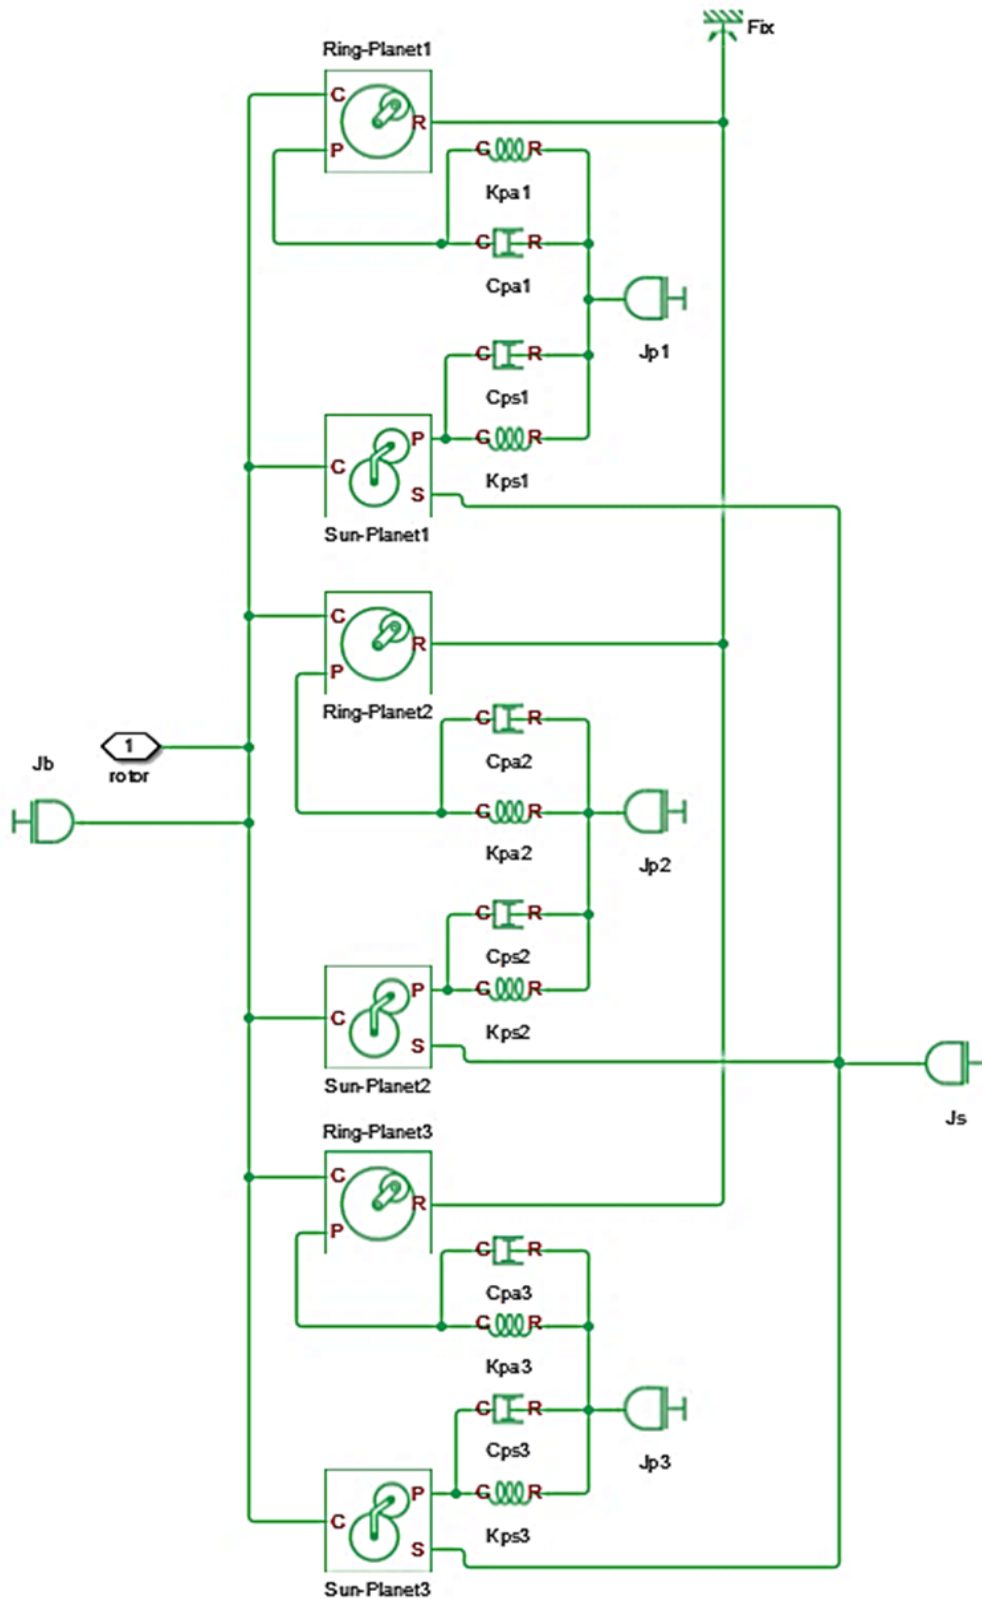 Fix
Ring-Planet1
C
R
P
C R
Kpa1
C R
Cpa1
Jp1
C R
Cps1
P
C R
C
Kps1
S
Sun-Planet1
C
R
P
Ring-Planet2
C R
Cpa2
1
rotor
Jb
C R
Kpa2
Jp2
C R
Cps2
P
C R
C
Kps2
S
Sun-Planet2
Js
Ring-Planet3
C
R
P
C R
Cpa3
C R
Kpa3
C R
Cps3
Jp3
P
C R
C
Kps3
S
Sun-Planet3